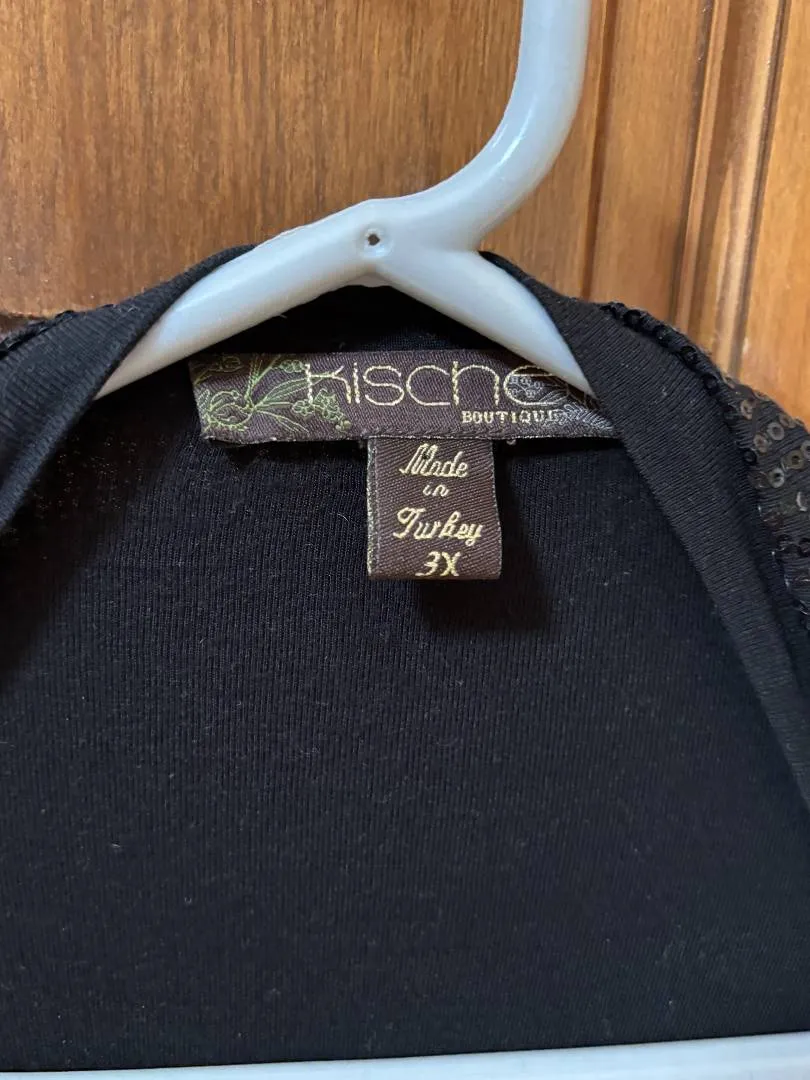 kische
BOUTIQUE
Made
in
Turkey
3X